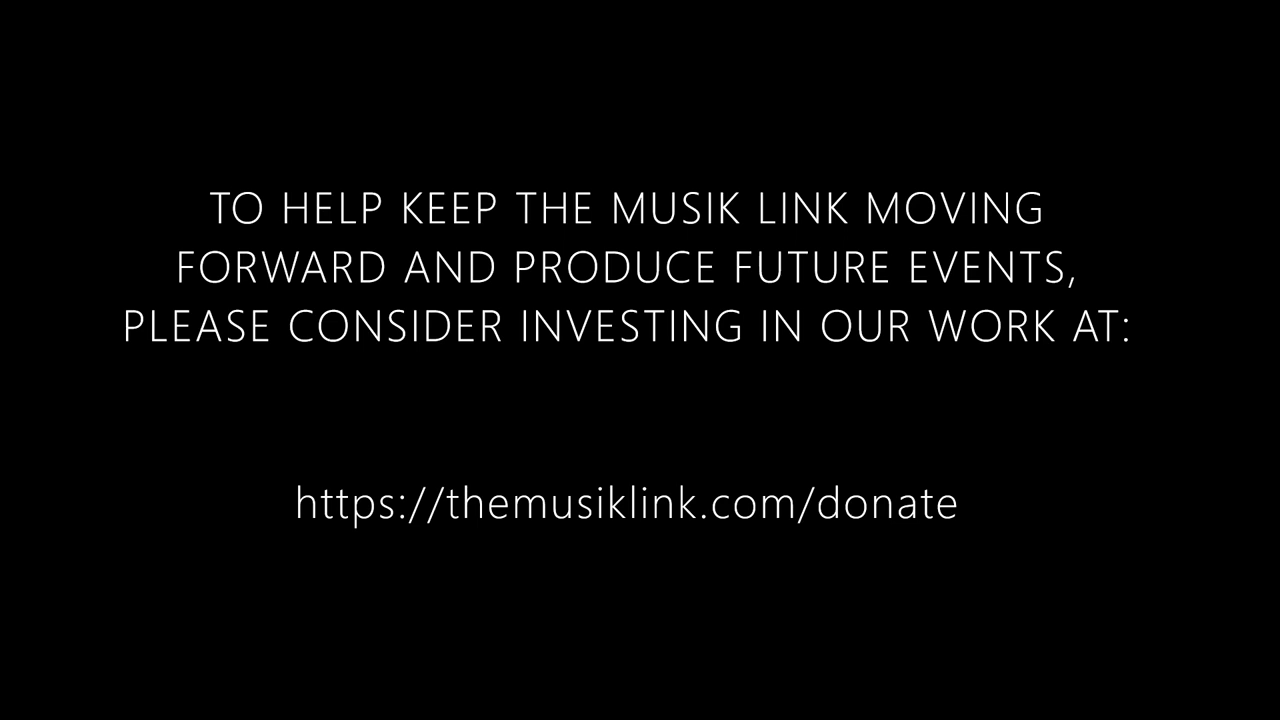 TO HELP KEEP THE MUSIK LINK MOVING
FORWARD AND PRODUCE FUTURE EVENTS,
PLEASE CONSIDER INVESTING IN OUR WORK AT:
https://themusiklink.com/donate